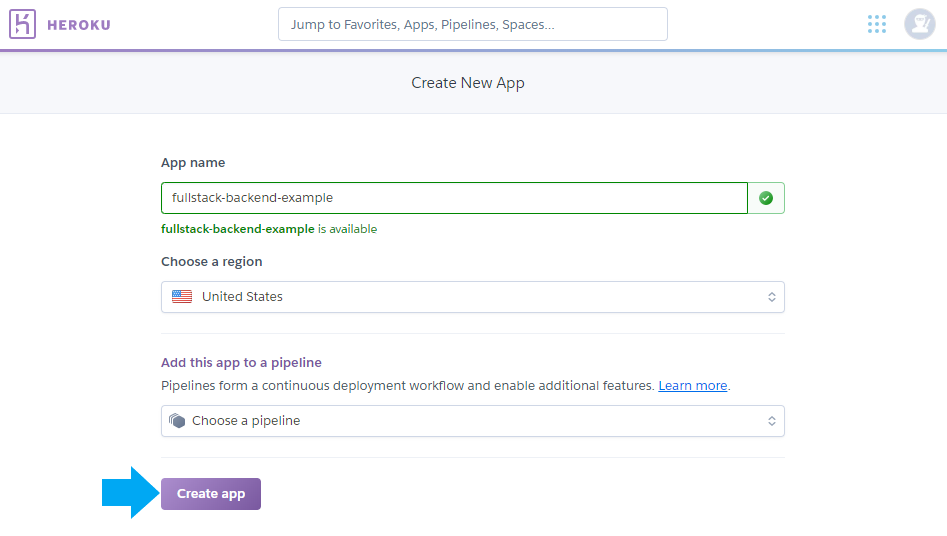 HEROKU
Jump to Favorites, Apps, Pipelines, Spaces...
Create New App
App name
fullstack-backend-example
fullstack-backend-example is available
Choose a region
United States
Add this app to a pipeline
Pipelines form a continuous deployment workflow and enable additional features. Learn more.
Choose a pipeline
Create app